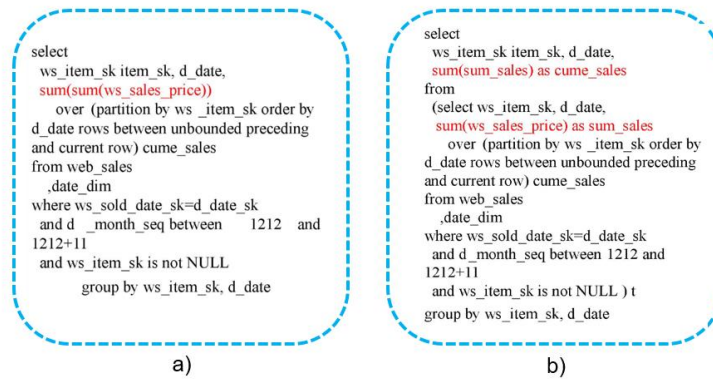 select
ws_item_sk item_sk, d_date,
sum(sum(ws_sales_price))
over (partition by ws _item_sk order by
d_date rows between unbounded preceding
and current row) cume_sales
from web_sales
,date_dim
where ws_sold_date_sk=d_date_sk
and d _month_seq between 1212 and
1212+11
and ws_item_sk is not NULL
group by ws_item_sk, d_date
a)
select
ws_item_sk item_sk, d_date,
sum(sum_sales) as cume_sales
from
(select ws_item_sk, d_date,
sum(ws_sales_price) as sum_sales
over (partition by ws _item_sk order by
d_date rows between unbounded preceding
and current row) cume_sales
from web_sales
,date_dim
where ws_sold_date_sk=d_date_sk
and d_month_seq between 1212 and
1212+11
and ws_item_sk is not NULL ) t
group by ws_item_sk, d_date
b)